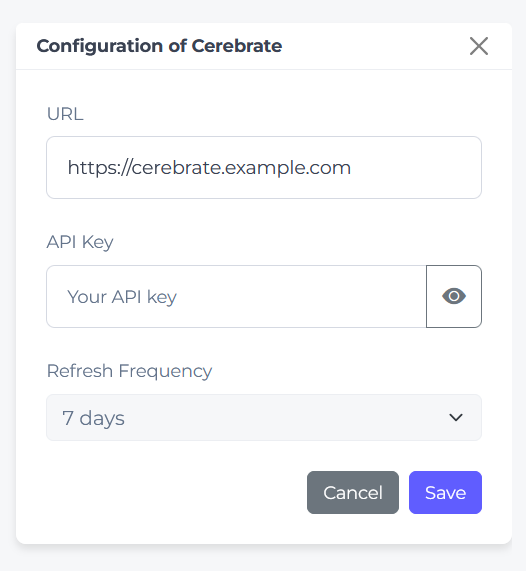 Configuration of Cerebrate
URL
https://cerebrate.example.com
API Key
Your API key
Refresh Frequency
7 days
Cancel
Save